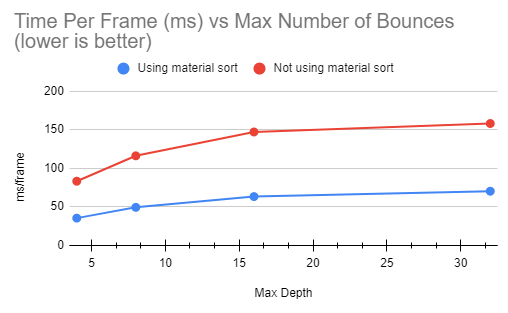 Time Per Frame (ms) vs Max Number of Bounces
(lower is better)
Using material sort
Not using material sort
200
150
100
50
0
ms/frame
5
10
15
20
25
30
Max Depth